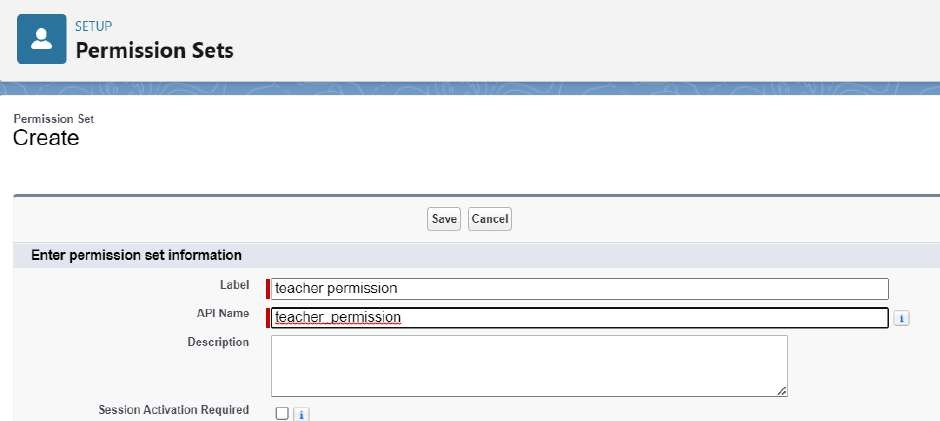 SETUP
Permission Sets
Permission Set
Create
Save Cancel
Enter permission set information
Label teacher permission
API Name teacher_permission i
Description
Session Activation Required i